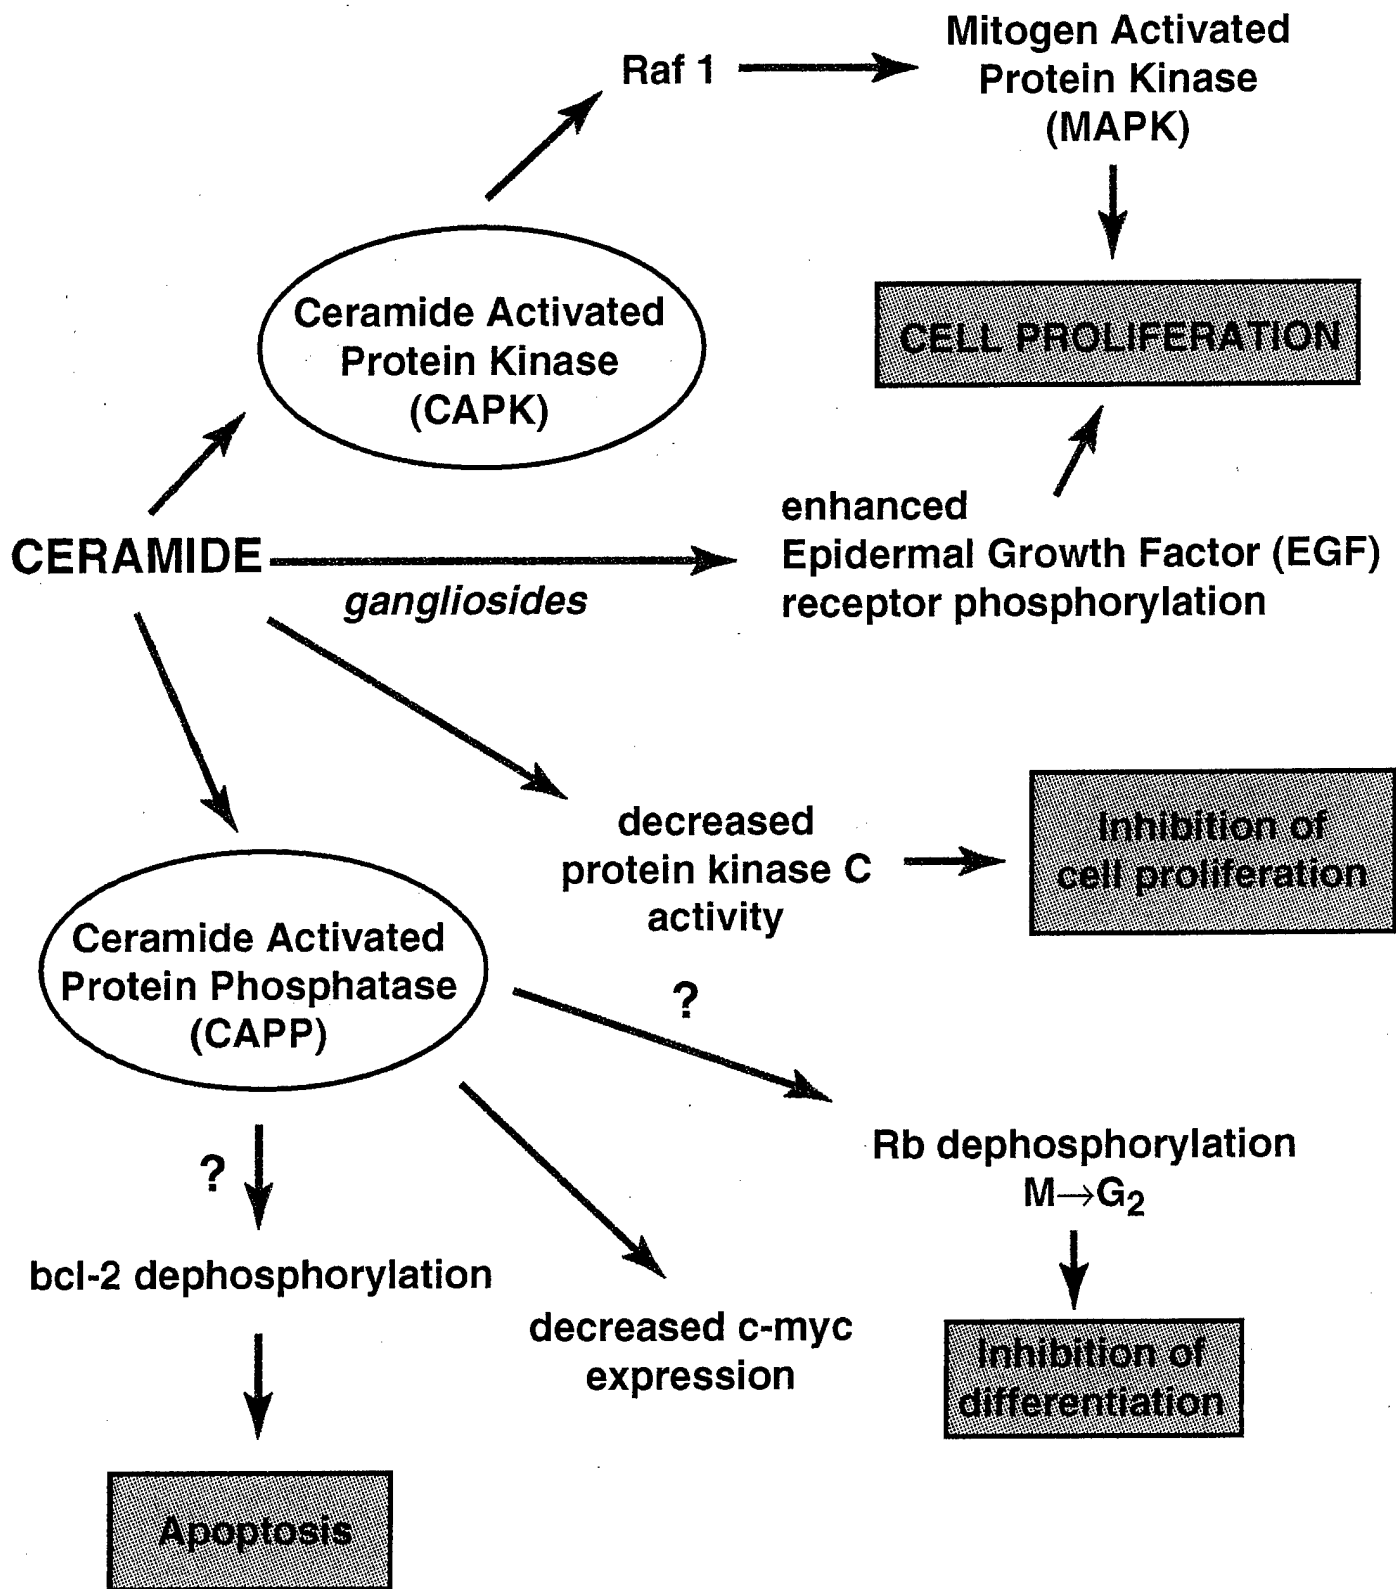 Raf 1
Mitogen Activated
Protein Kinase
(MAPK)
Ceramide Activated
Protein Kinase
(CAPK)
CELL PROLIFERATION
CERAMIDE
gangliosides
enhanced
Epidermal Growth Factor (EGF)
receptor phosphorylation
decreased
protein kinase C
activity
Inhibition of
cell proliferation
Ceramide Activated
Protein Phosphatase
(CAPP)
?
?
Rb dephosphorylation
M→G₂
bcl-2 dephosphorylation
decreased c-myc
expression
Inhibition of
differentiation
Apoptosis